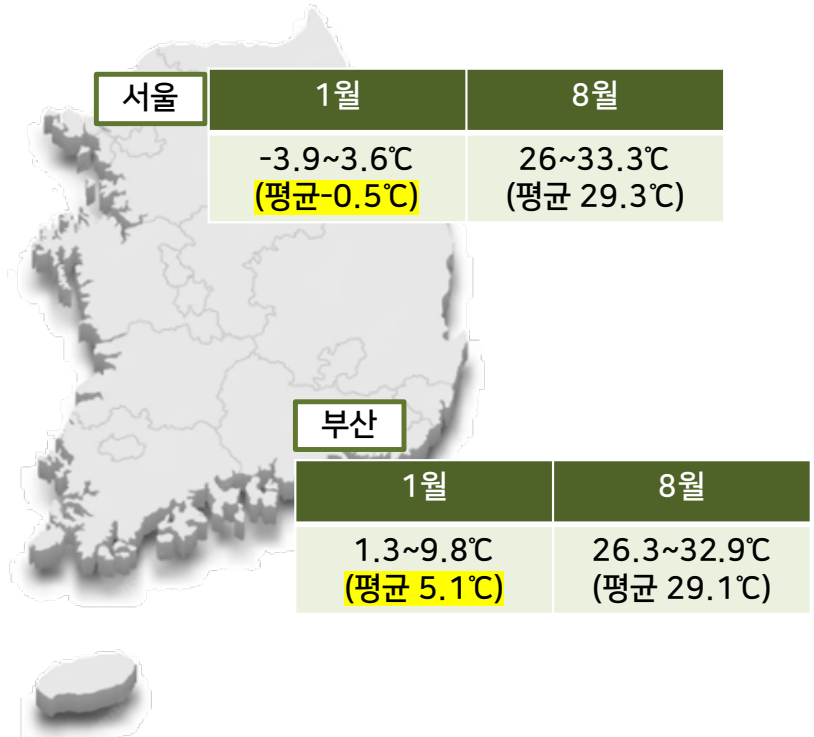 서울
1월
8월
-3.9~3.6℃
(평균-0.5℃)
26~33.3℃
(평균 29.3℃)
부산
1월
8월
1.3~9.8℃
(평균 5.1℃)
26.3~32.9℃
(평균 29.1℃)